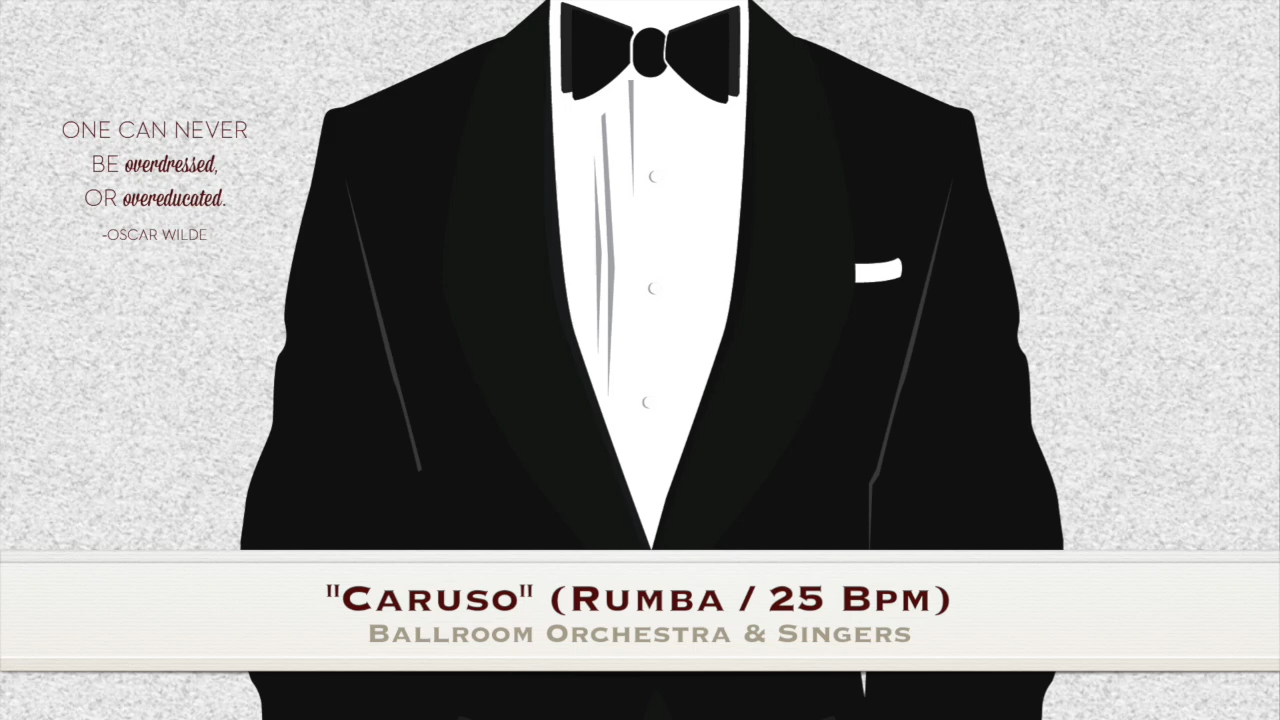 ONE CAN NEVER
BE overdressed,
OR overeducated.
-OSCAR WILDE
"Caruso" (Rumba / 25 Bpm)
Ballroom Orchestra & Singers